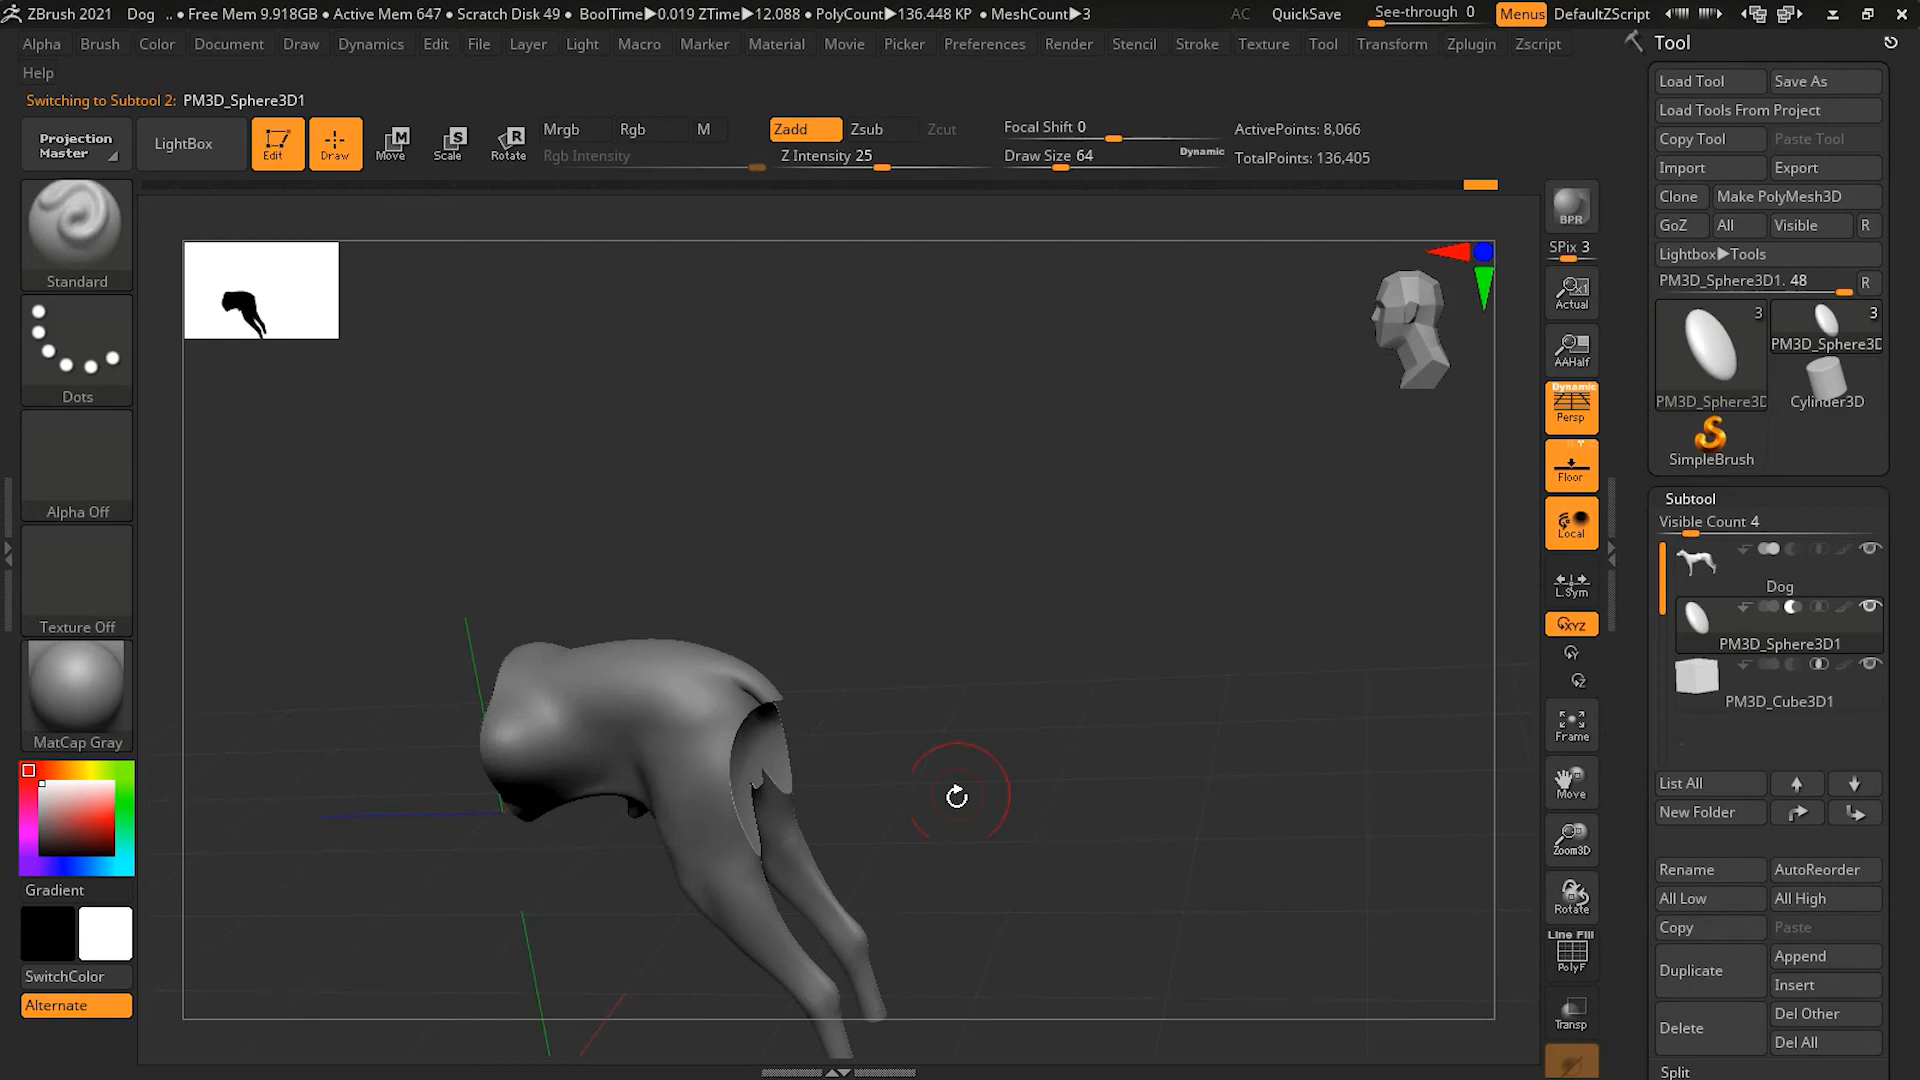 ZBrush 2021 Dog .. • Free Mem 9.918GB • Active Mem 647 • Scratch Disk 49 • BoolTime▶0.019 ZTime▶12.088 • PolyCount▶136.448 KP • MeshCount▶3 AC QuickSave See-through 0 Menus DefaultZScript
Alpha Brush Color Document Draw Dynamics Edit File Layer Light Macro Marker Material Movie Picker Preferences Render Stencil Stroke Texture Tool Transform Zplugin Zscript
Help
Switching to Subtool 2: PM3D_Sphere3D1
Projection
Master
LightBox
Edit
Draw
Move
Scale
Rotate
Mrgb Rgb M
Rgb Intensity
Zadd Zsub Zcut
Z Intensity 25
Focal Shift 0
Draw Size 64
Dynamic
ActivePoints: 8,066
TotalPoints: 136,405
Standard
Dots
Alpha Off
Texture Off
MatCap Gray
Gradient
SwitchColor
Alternate
BPR
SPix 3
Actual
AAHalf
Dynamic
Persp
Floor
Local
L.Sym
XYZ
Frame
Move
Zoom3D
Rotate
Line Fill
PolyF
Transp
Tool
Load Tool Save As
Load Tools From Project
Copy Tool Paste Tool
Import Export
Clone Make PolyMesh3D
GoZ All Visible R
Lightbox▶Tools
PM3D_Sphere3D1. 48 R
3 3
PM3D_Sphere3D
PM3D_Sphere3D Cylinder3D
SimpleBrush
Subtool
Visible Count 4
Dog
PM3D_Sphere3D1
PM3D_Cube3D1
List All
New Folder
Rename AutoReorder
All Low All High
Copy Paste
Duplicate Append
Insert
Delete Del Other
Del All
Split